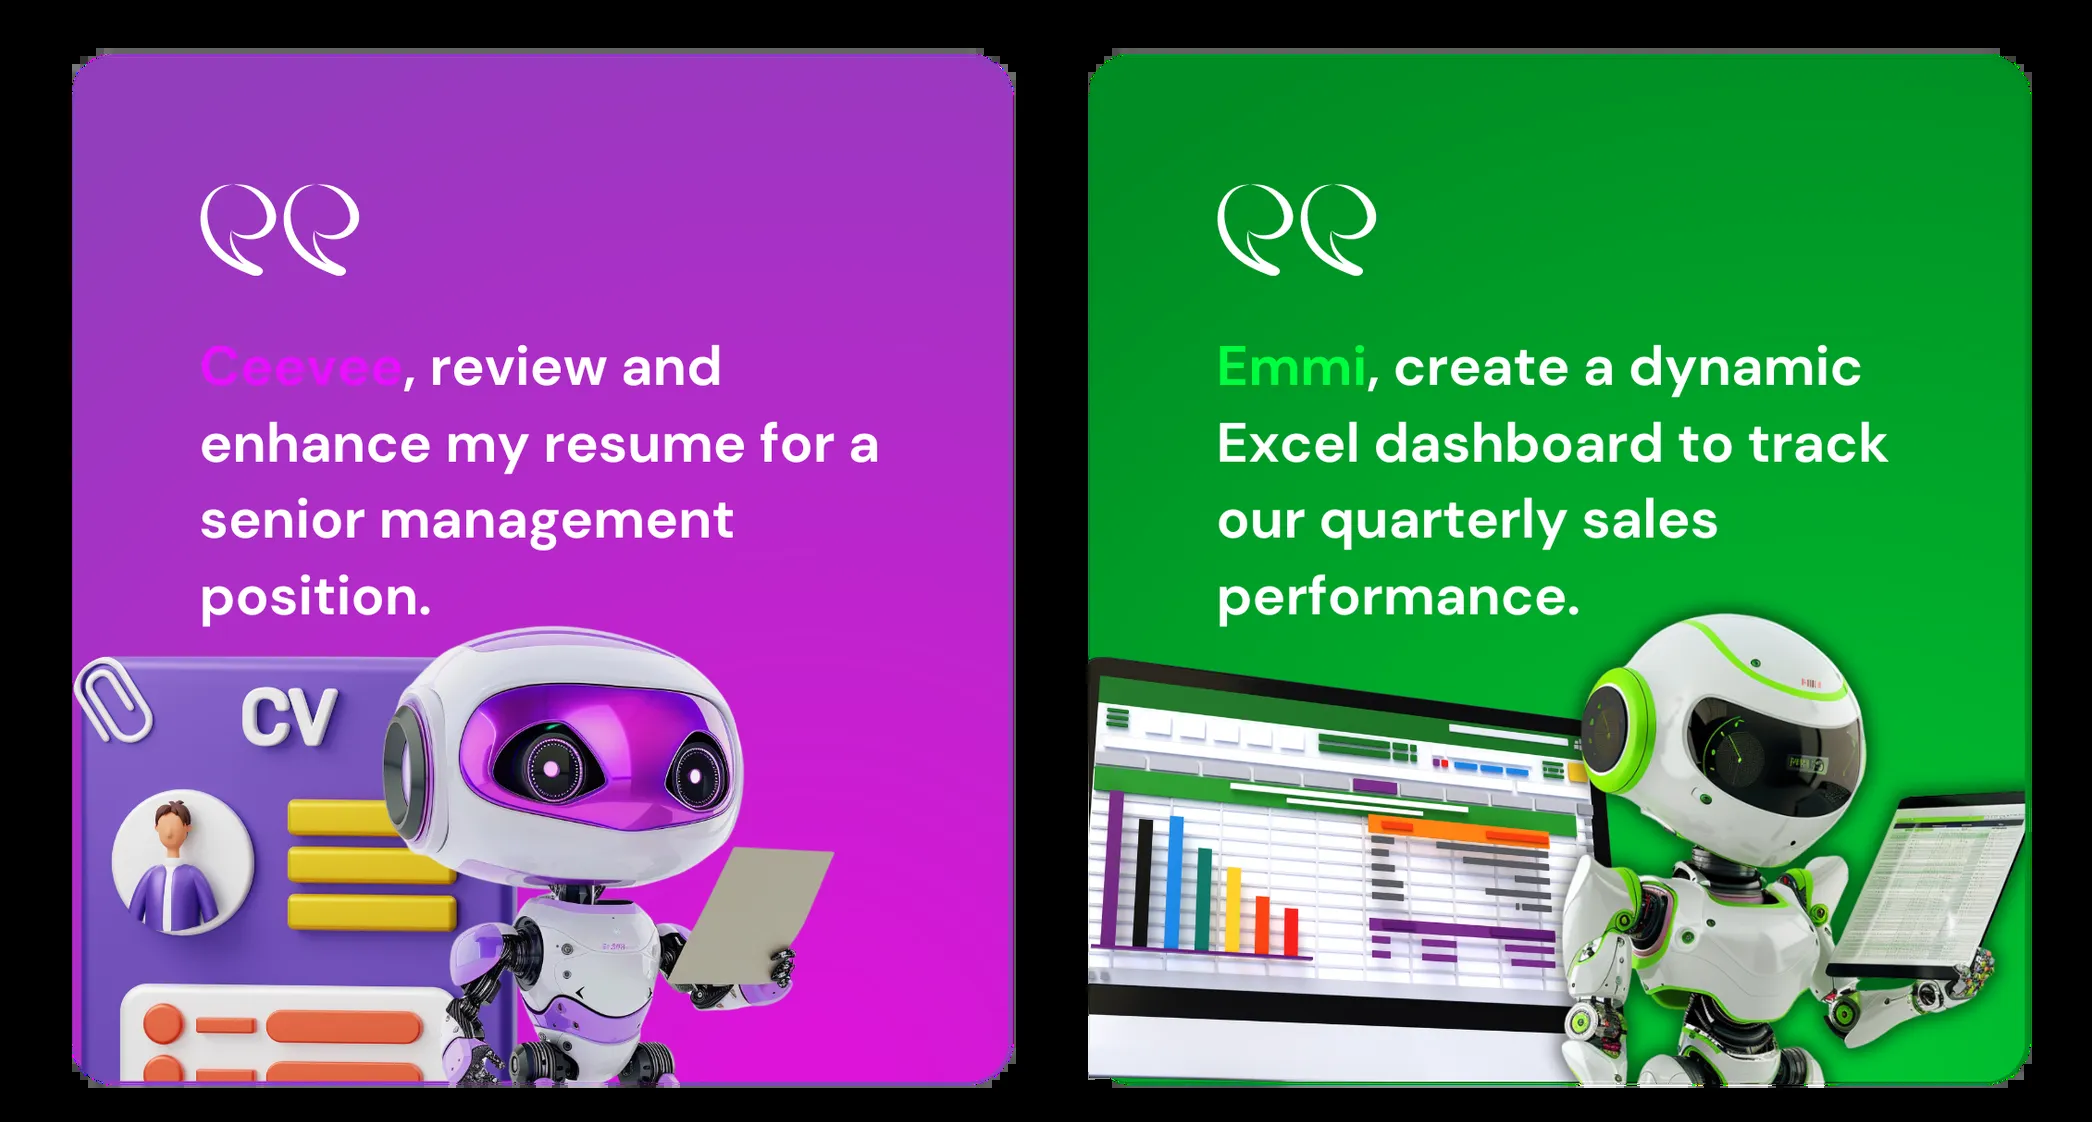 Ceevee, review and
enhance my resume for a
senior management
position.
CV
Emmi, create a dynamic
Excel dashboard to track
our quarterly sales
performance.